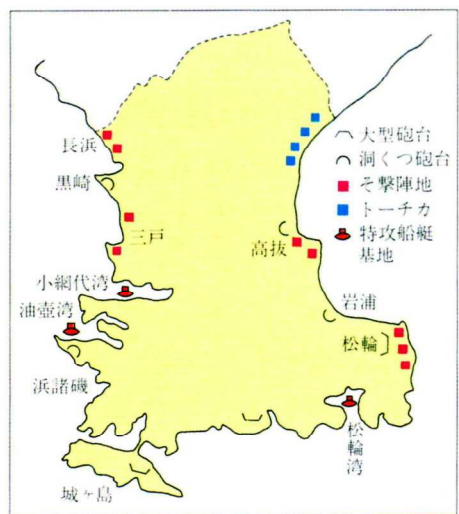 大型砲台
洞くつ砲台
そ撃陣地
トーチカ
特攻船艇
基地
長浜
黒崎
三戸
高抜
小網代湾
油壺湾
岩浦
松輪
浜諸磯
松輪湾
城ヶ島